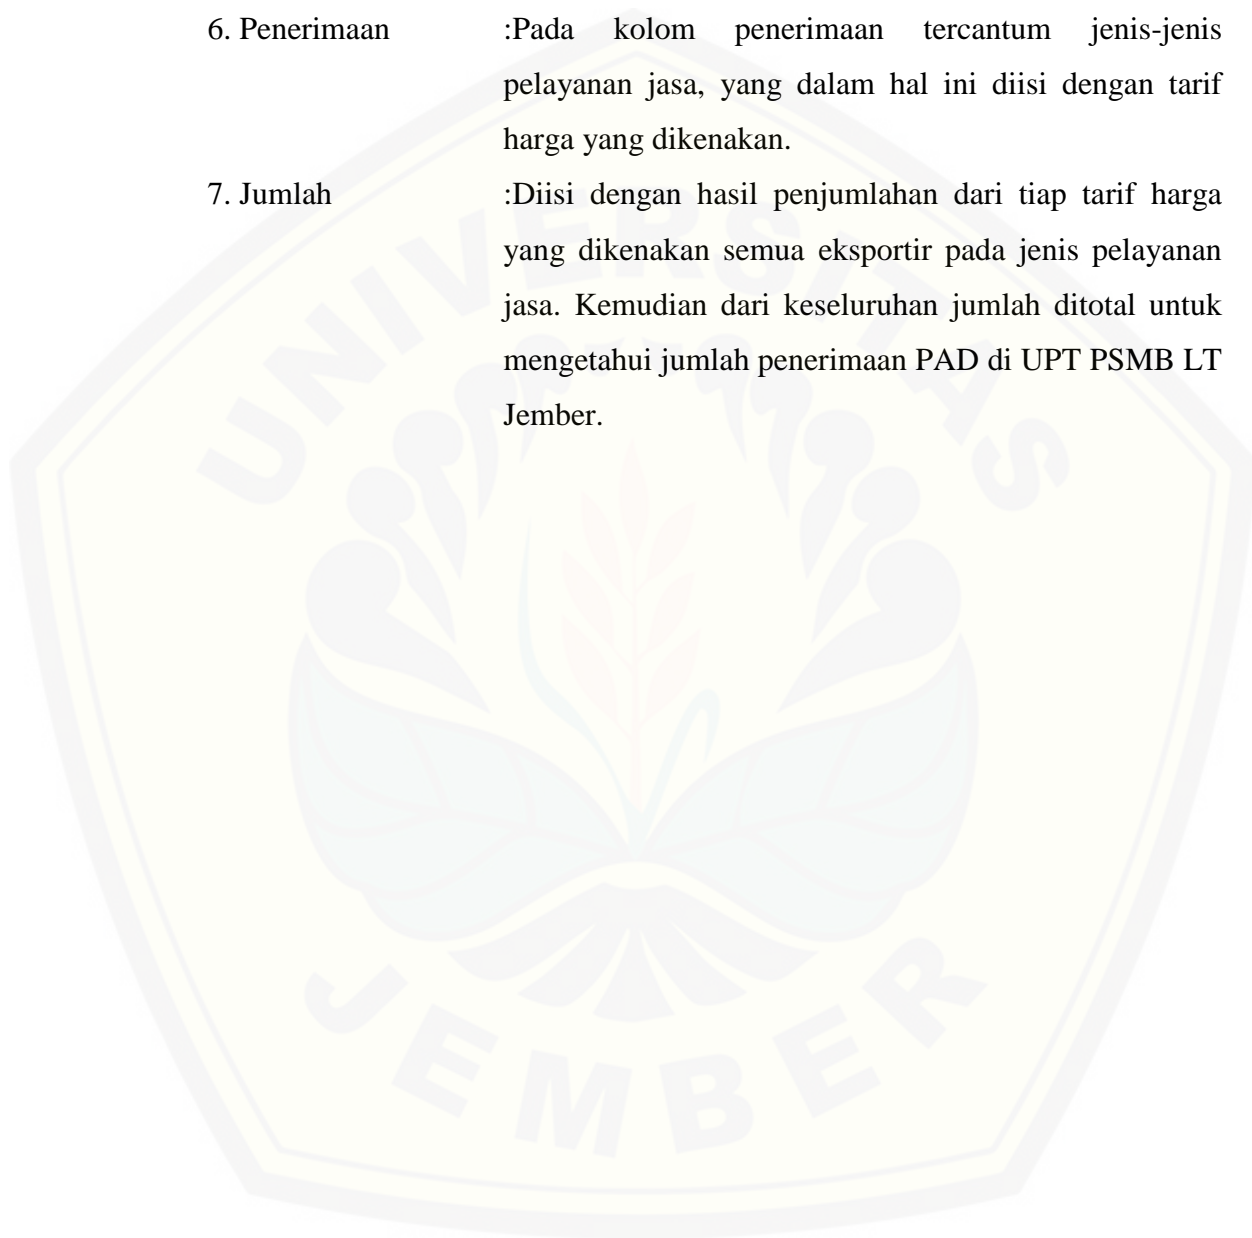 6. Penerimaan :Pada kolom penerimaan tercantum jenis-jenis
pelayanan jasa, yang dalam hal ini diisi dengan tarif
harga yang dikenakan.
7. Jumlah :Diisi dengan hasil penjumlahan dari tiap tarif harga
yang dikenakan semua eksportir pada jenis pelayanan
jasa. Kemudian dari keseluruhan jumlah ditotal untuk
mengetahui jumlah penerimaan PAD di UPT PSMB LT
Jember.
UNIVERSITAS
JEMBER